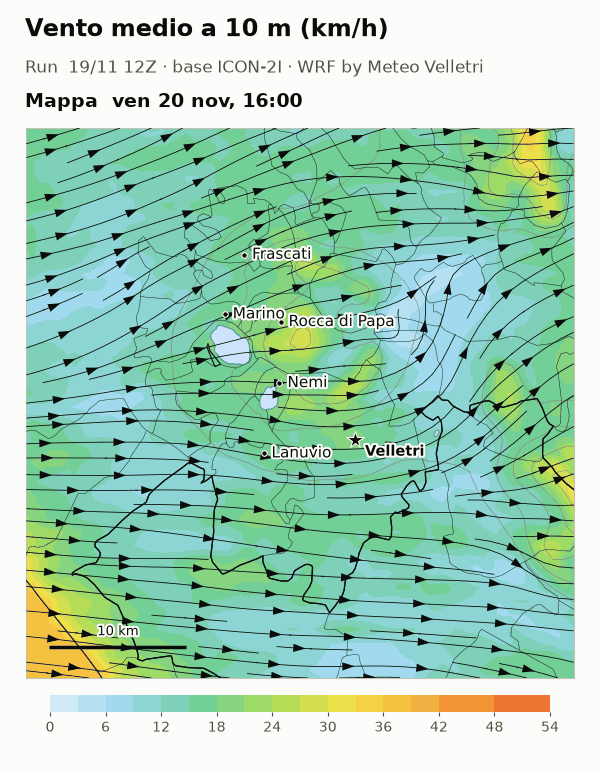 Vento medio a 10 m (km/h)
Run  19/11 12Z · base ICON-2I · WRF by Meteo Velletri
Mappa  ven 20 nov, 16:00
Frascati
Marino
Rocca di Papa
Nemi
Velletri
Lanuvio
10 km
0 6 12 18 24 30 36 42 48 54